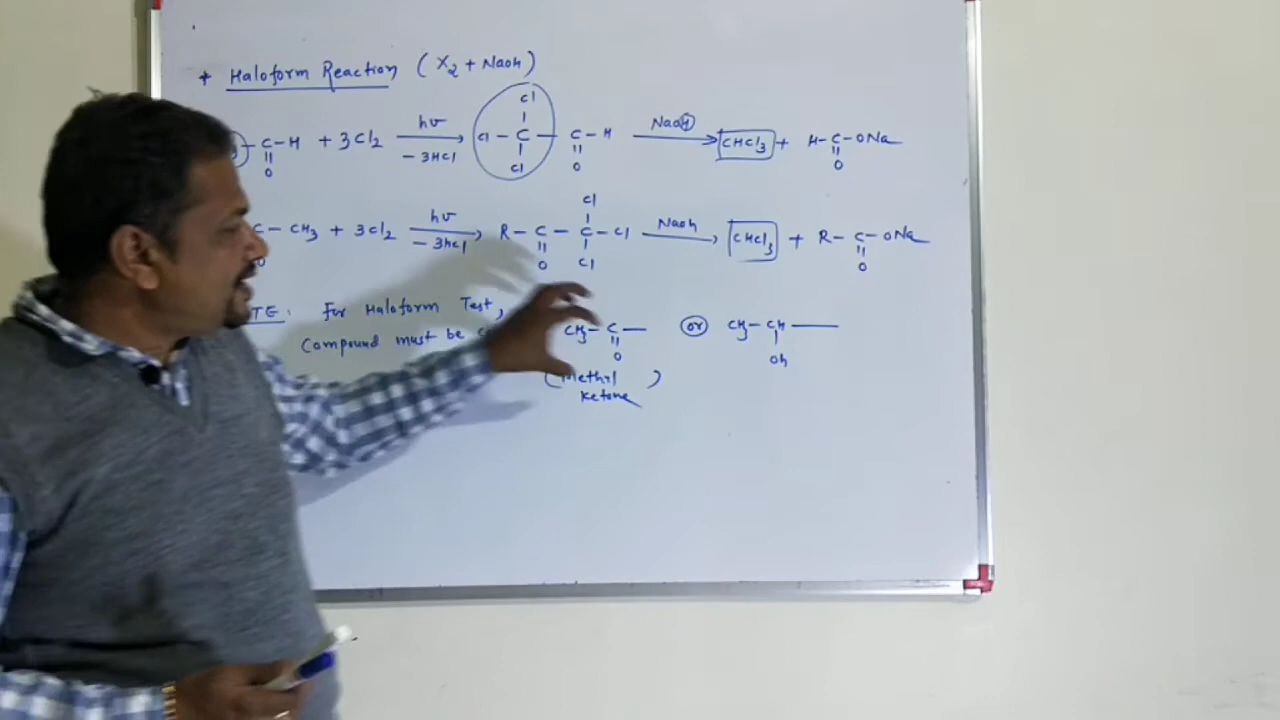 + Haloform Reaction (X2 + Naoh)
-C-H + 3Cl2 hν - 3HCl Cl-C-C-H NaoH CHCl3 + H-C-ONa
Cl
Cl
O
O
O
C-CH3 + 3Cl2 hν - 3HCl R-C-C-Cl Naoh CHCl3 + R-C-ONa
Cl
Cl
O
O
TE: For Haloform Test,
Compound must be CH3-C- or CH3-CH-
O
Oh
(Methyl Ketone)